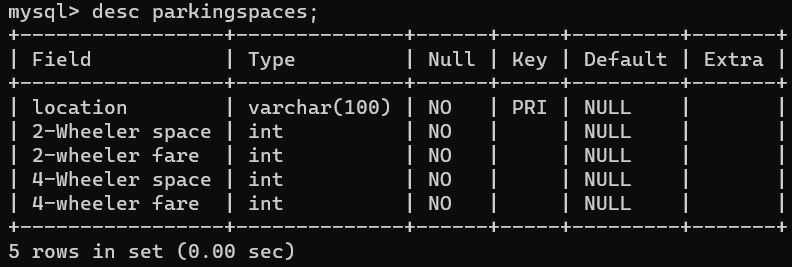 mysql> desc parkingspaces;
+-----------------+--------------+------+-----+---------+-------+
| Field           | Type         | Null | Key | Default | Extra |
+-----------------+--------------+------+-----+---------+-------+
| location        | varchar(100) | NO   | PRI | NULL    |       |
| 2-Wheeler space | int          | NO   |     | NULL    |       |
| 2-wheeler fare  | int          | NO   |     | NULL    |       |
| 4-Wheeler space | int          | NO   |     | NULL    |       |
| 4-wheeler fare  | int          | NO   |     | NULL    |       |
+-----------------+--------------+------+-----+---------+-------+
5 rows in set (0.00 sec)